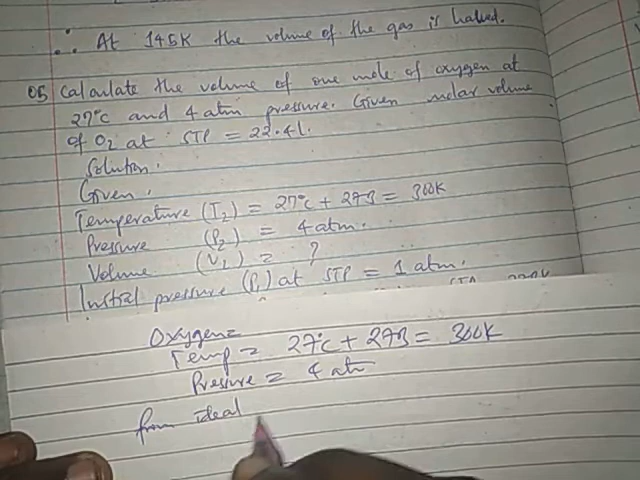 ∴ At 145K the volume of the gas is halved.
05 Calculate the volume of one mole of oxygen at
27°c and 4 atm pressure. Given molar volume
of O₂ at STP = 22.4l.
Solution.
Given,
Temperature (T₂) = 27°c + 273 = 300K
Pressure (P₂) = 4 atm.
Volume (V₂) = ?
Initial pressure (P₁) at STP = 1 atm.
Oxygen =
Temp = 27°c + 273 = 300K
Pressure = 4 atm
from ideal